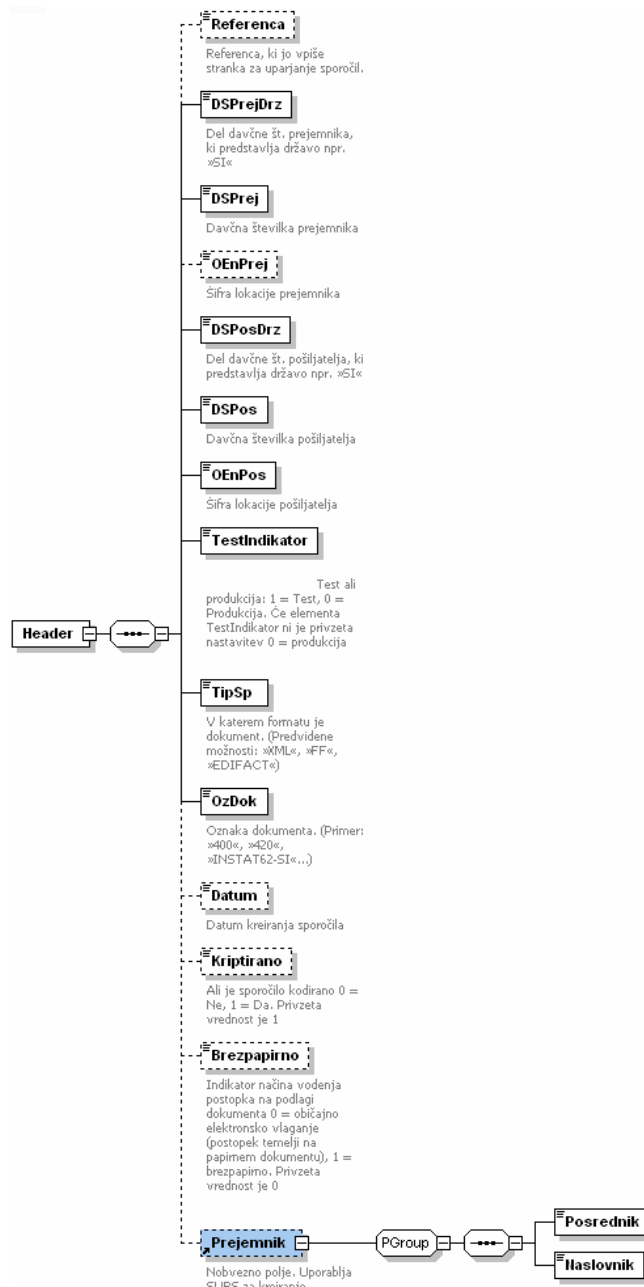 Referenca
Referenca, ki jo vpiše
stranka za uparjanje sporočil.
DSPrejDrz
Del davčne št. prejemnika,
ki predstavlja državo npr.
»SI«
DSPrej
Davčna številka prejemnika
OEnPrej
Šifra lokacije prejemnika
DSPosDrz
Del davčne št. pošiljatelja, ki
predstavlja državo npr. »SI«
DSPos
Davčna številka pošiljatelja
OEnPos
Šifra lokacije pošiljatelja
TestIndikator
Test ali
produkcija: 1 = Test, 0 =
Produkcija. Če elementa
TestIndikator ni je privzeta
nastavitev 0 = produkcija
Header
TipSp
V katerem formatu je
dokument. (Predvidene
možnosti: »XML«, »FF«,
»EDIFACT«)
OzDok
Oznaka dokumenta. (Primer:
»400«, »420«,
»INSTAT62-SI«...)
Datum
Datum kreiranja sporočila
Kriptirano
Ali je sporočilo kodirano 0 =
Ne, 1 = Da. Privzeta
vrednost je 1
Brezpapirno
Indikator načina vodenja
postopka na podlagi
dokumenta 0 = običajno
elektronsko vlaganje
(postopek temelji na
papirnem dokumentu), 1 =
brezpapirno. Privzeta
vrednost je 0
Prejemnik
PGroup
Posrednik
Naslovnik
Nobvezno polje. Uporablja
za kreiranje